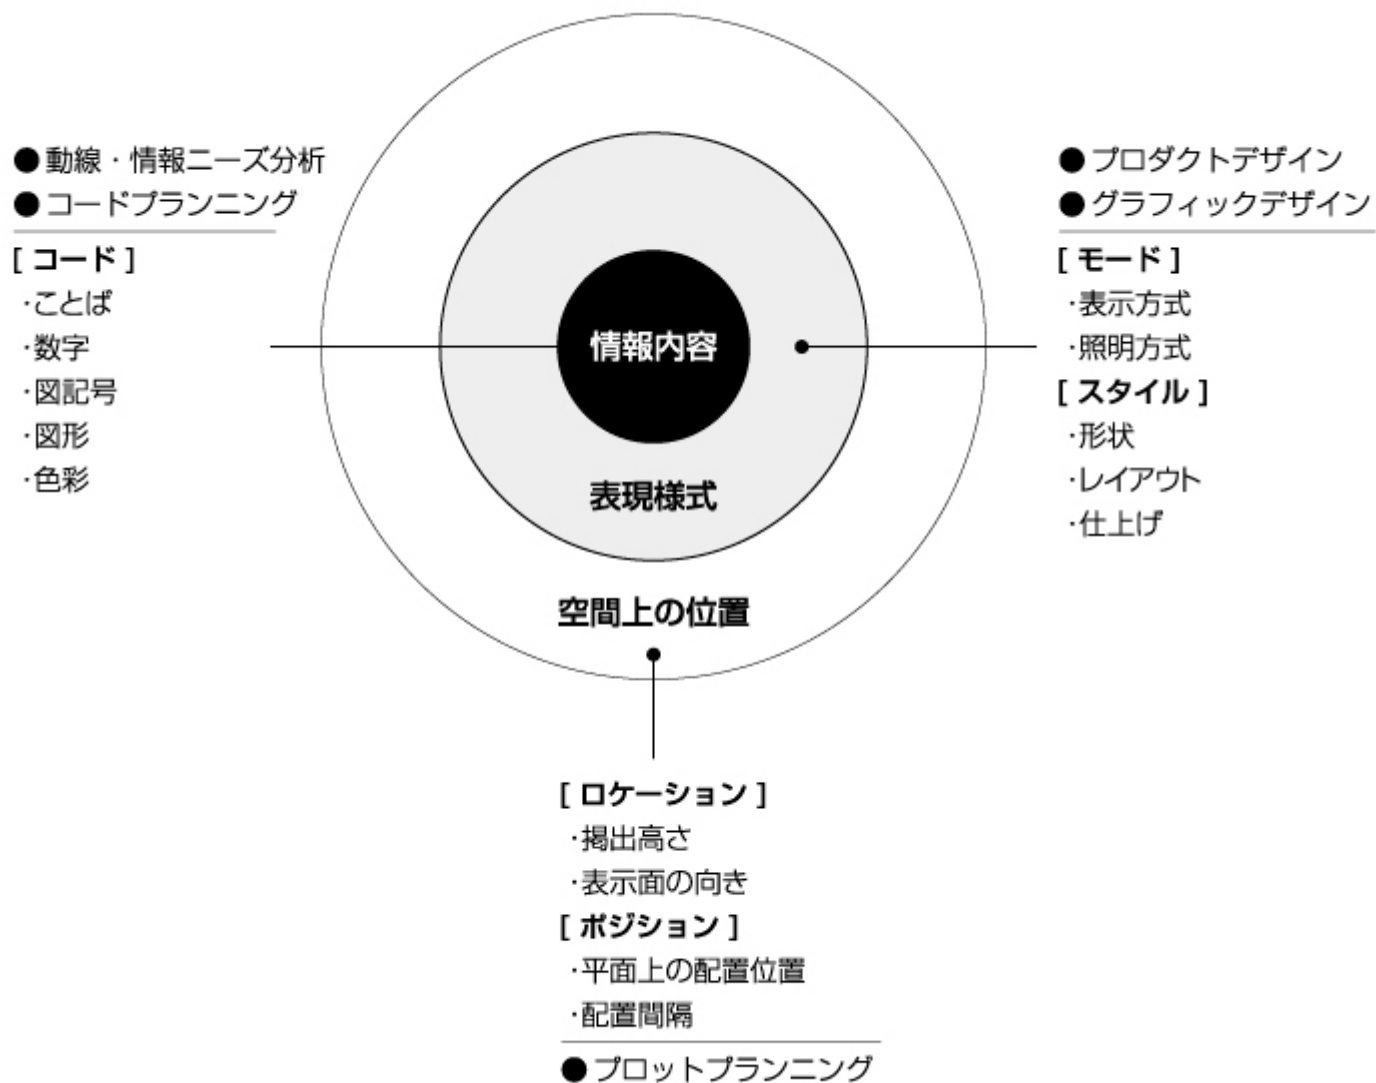 ●動線・情報ニーズ分析
●コードプランニング
[ コード ]
・ことば
・数字
・図記号
・図形
・色彩
情報内容
表現様式
空間上の位置
●プロダクトデザイン
●グラフィックデザイン
[ モード ]
・表示方式
・照明方式
[ スタイル ]
・形状
・レイアウト
・仕上げ
[ ロケーション ]
・掲出高さ
・表示面の向き
[ ポジション ]
・平面上の配置位置
・配置間隔
●プロットプランニング